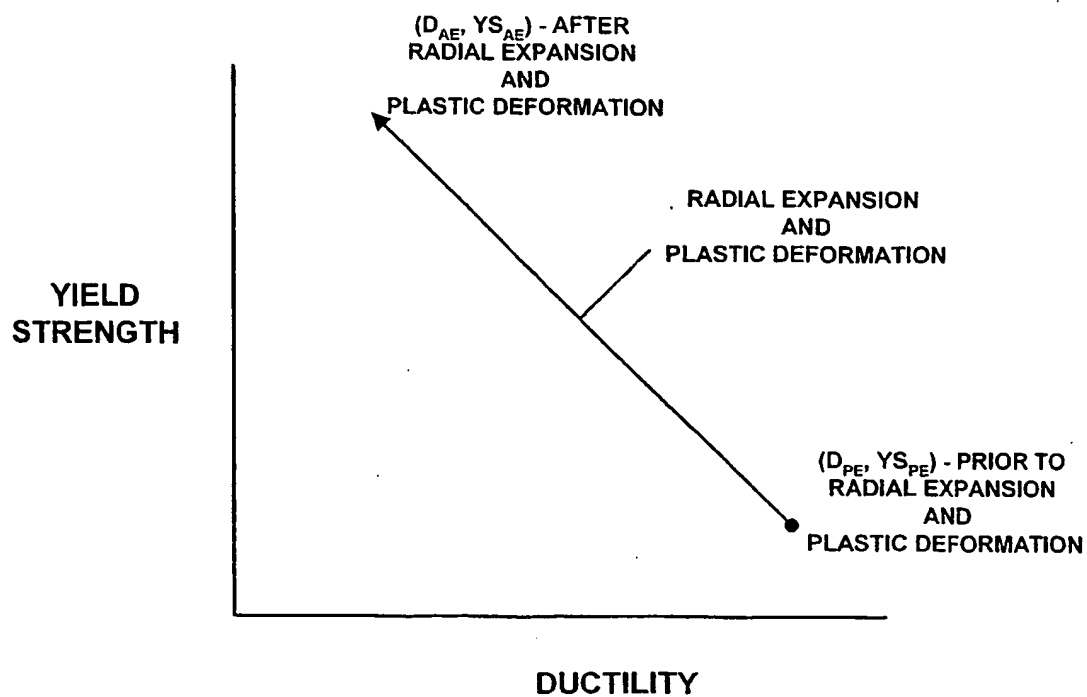 (D_AE, YS_AE) - AFTER
RADIAL EXPANSION
AND
PLASTIC DEFORMATION
RADIAL EXPANSION
AND
PLASTIC DEFORMATION
YIELD
STRENGTH
(D_PE, YS_PE) - PRIOR TO
RADIAL EXPANSION
AND
PLASTIC DEFORMATION
DUCTILITY